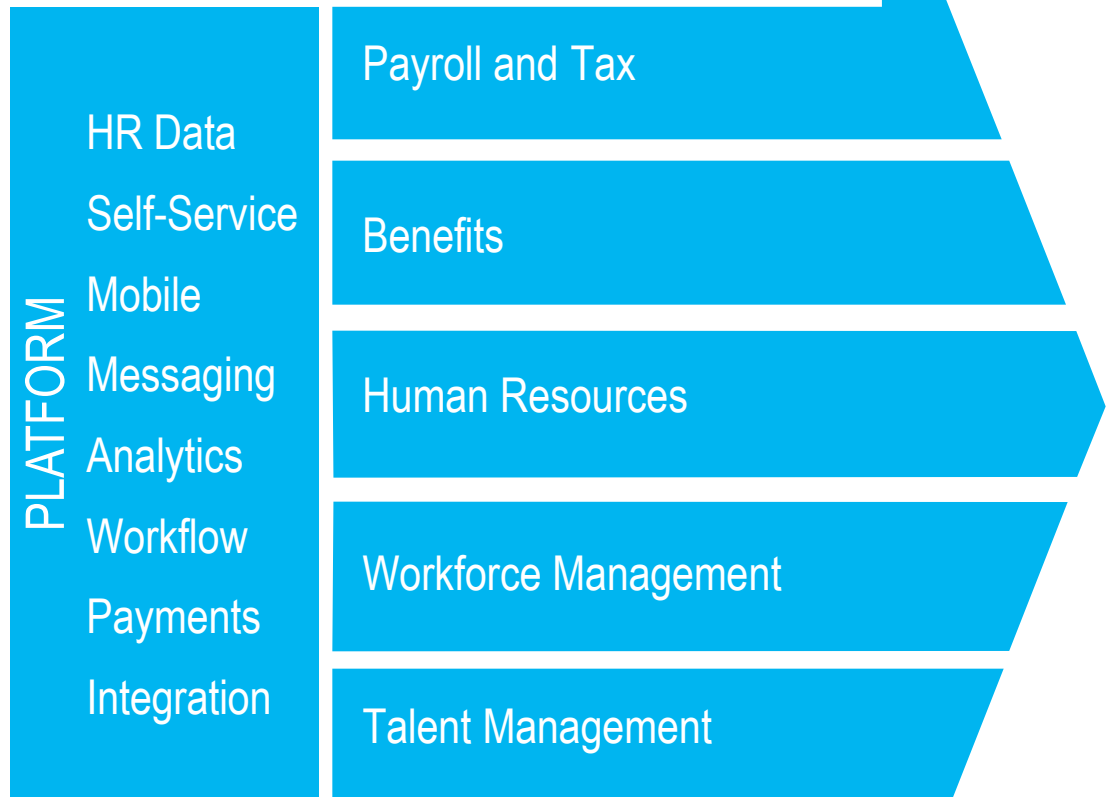 PLATFORM
HR Data
Self-Service
Mobile
Messaging
Analytics
Workflow
Payments
Integration
Payroll and Tax
Benefits
Human Resources
Workforce Management
Talent Management